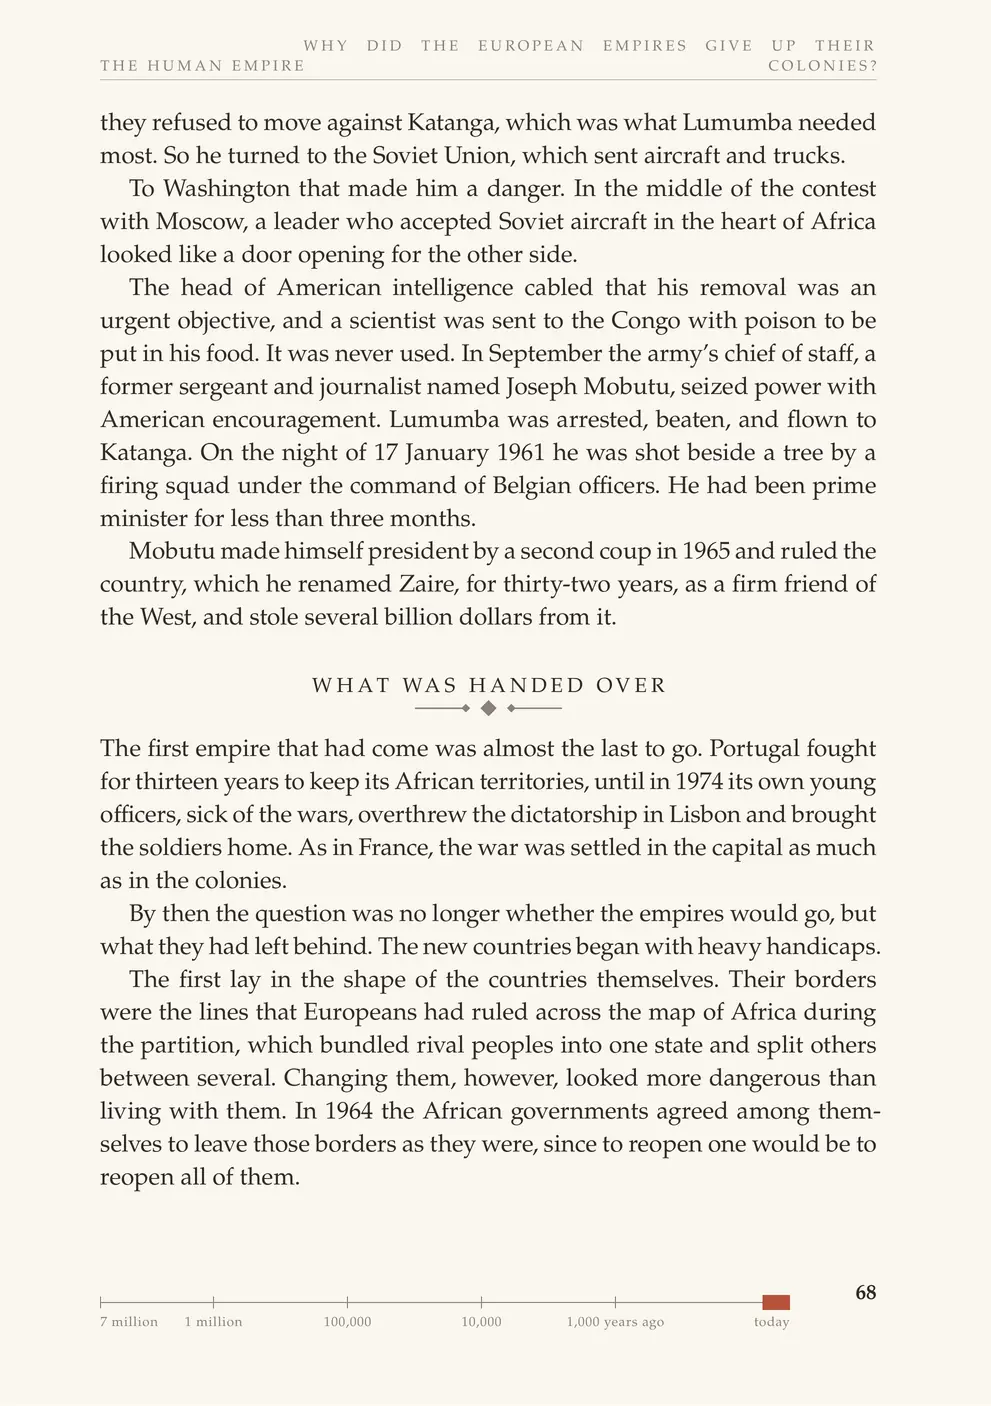 WHY DID THE EUROPEAN EMPIRES GIVE UP THEIR
THE HUMAN EMPIRE COLONIES?
they refused to move against Katanga, which was what Lumumba needed
most. So he turned to the Soviet Union, which sent aircraft and trucks.
To Washington that made him a danger. In the middle of the contest
with Moscow, a leader who accepted Soviet aircraft in the heart of Africa
looked like a door opening for the other side.
The head of American intelligence cabled that his removal was an
urgent objective, and a scientist was sent to the Congo with poison to be
put in his food. It was never used. In September the army’s chief of staff, a
former sergeant and journalist named Joseph Mobutu, seized power with
American encouragement. Lumumba was arrested, beaten, and flown to
Katanga. On the night of 17 January 1961 he was shot beside a tree by a
firing squad under the command of Belgian officers. He had been prime
minister for less than three months.
Mobutu made himself president by a second coup in 1965 and ruled the
country, which he renamed Zaire, for thirty-two years, as a firm friend of
the West, and stole several billion dollars from it.
WHAT WAS HANDED OVER
The first empire that had come was almost the last to go. Portugal fought
for thirteen years to keep its African territories, until in 1974 its own young
officers, sick of the wars, overthrew the dictatorship in Lisbon and brought
the soldiers home. As in France, the war was settled in the capital as much
as in the colonies.
By then the question was no longer whether the empires would go, but
what they had left behind. The new countries began with heavy handicaps.
The first lay in the shape of the countries themselves. Their borders
were the lines that Europeans had ruled across the map of Africa during
the partition, which bundled rival peoples into one state and split others
between several. Changing them, however, looked more dangerous than
living with them. In 1964 the African governments agreed among them-
selves to leave those borders as they were, since to reopen one would be to
reopen all of them.
68
7 million 1 million 100,000 10,000 1,000 years ago today